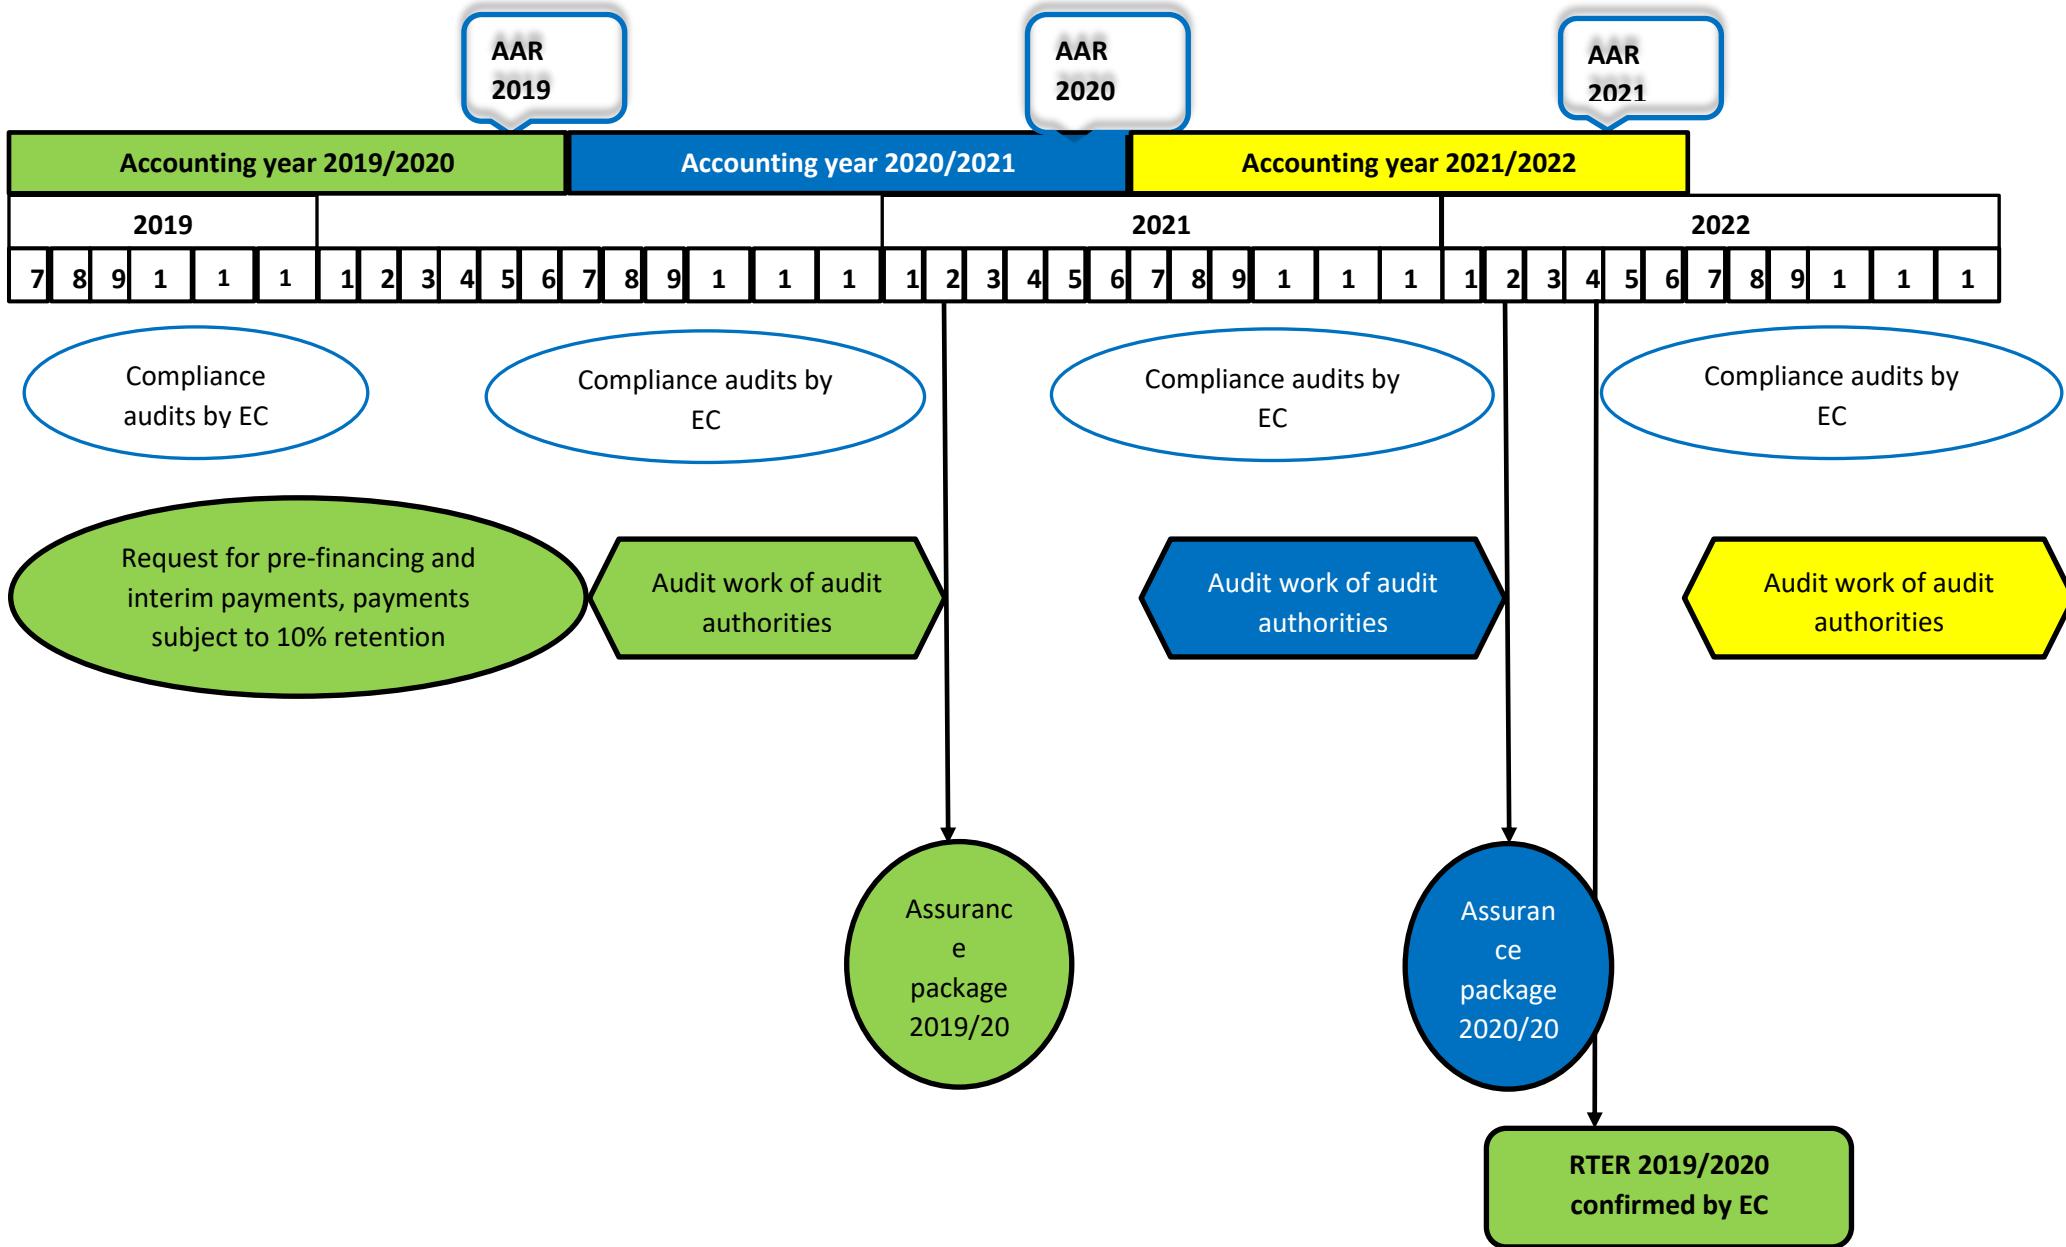 AAR
2019
AAR
2020
AAR
2021
Accounting year 2019/2020
Accounting year 2020/2021
Accounting year 2021/2022
2019
2021
2022
7 8 9 1 1 1 1 2 3 4 5 6 7 8 9 1 1 1 1 2 3 4 5 6 7 8 9 1 1 1 1 2 3 4 5 6 7 8 9 1 1 1
Compliance
audits by EC
Compliance audits by
EC
Compliance audits by
EC
Compliance audits by
EC
Request for pre-financing and
interim payments, payments
subject to 10% retention
Audit work of audit
authorities
Audit work of audit
authorities
Audit work of audit
authorities
Assuranc
e
package
2019/20
Assuran
ce
package
2020/20
RTER 2019/2020
confirmed by EC